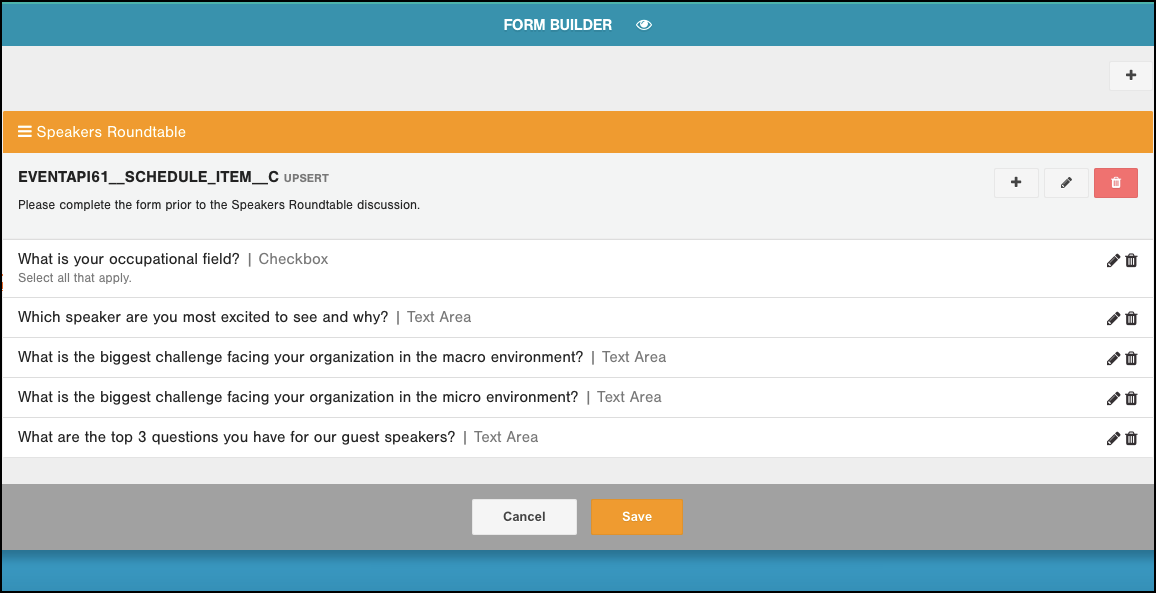 FORM BUILDER
Speakers Roundtable
EVENTAPI61__SCHEDULE_ITEM__C UPSERT
Please complete the form prior to the Speakers Roundtable discussion.
What is your occupational field? | Checkbox
Select all that apply.
Which speaker are you most excited to see and why? | Text Area
What is the biggest challenge facing your organization in the macro environment? | Text Area
What is the biggest challenge facing your organization in the micro environment? | Text Area
What are the top 3 questions you have for our guest speakers? | Text Area
Cancel Save